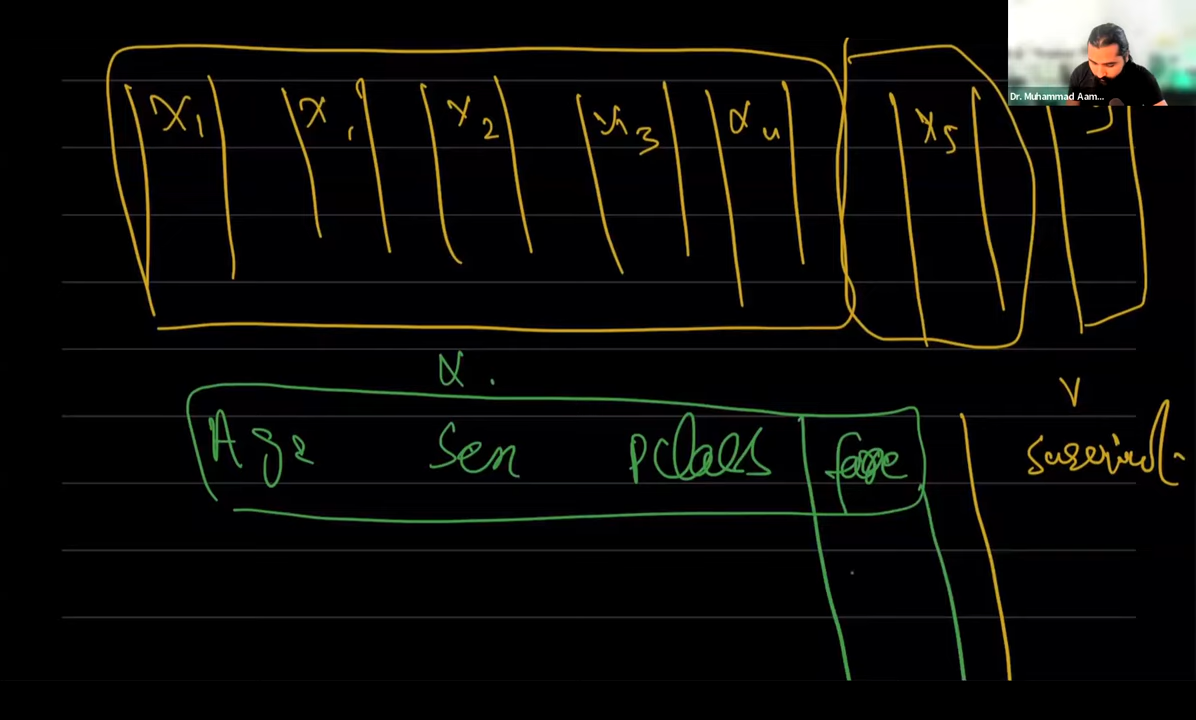 Dr. Muhammad Aam...
x₁ x₁ x₂ x₃ x₄ x₅ y
X .
Age Sex pclass fare survived